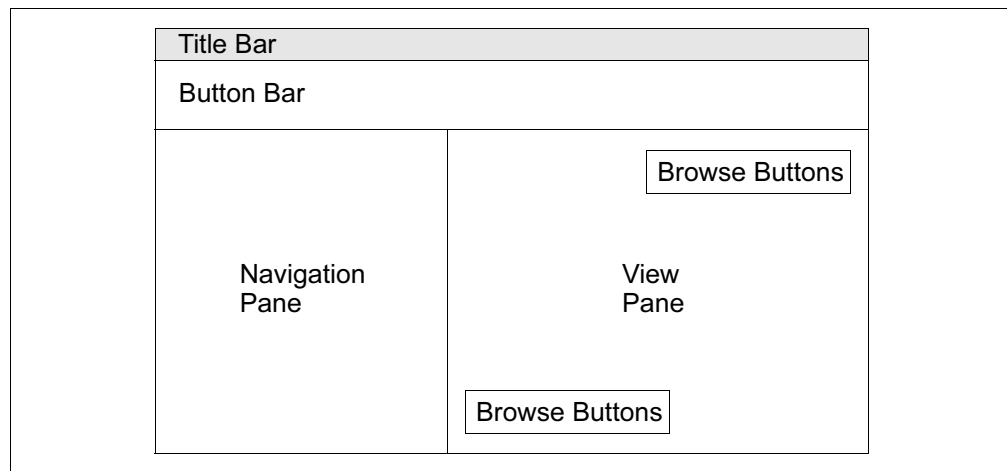 Title Bar
Button Bar
Browse Buttons
Navigation
Pane
View
Pane
Browse Buttons